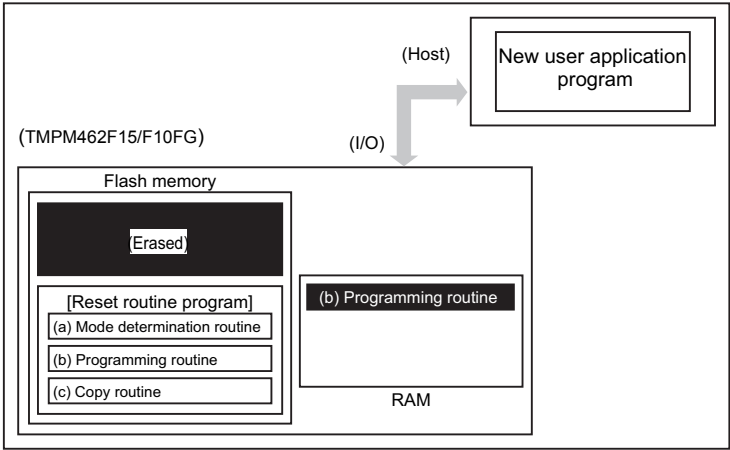 (Host)
New user application
program
(TMPM462F15/F10FG)
(I/O)
Flash memory
(Erased)
[Reset routine program]
(a) Mode determination routine
(b) Programming routine
(c) Copy routine
(b) Programming routine
RAM